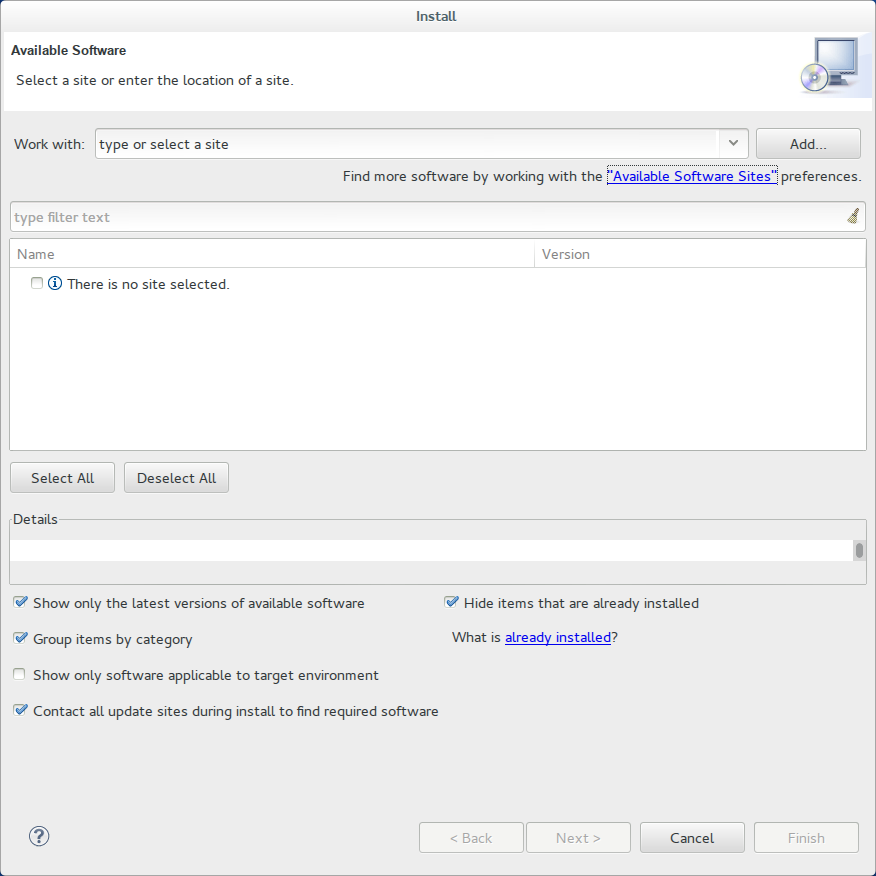 Install
Available Software
Select a site or enter the location of a site.
Work with: type or select a site Add...
Find more software by working with the "Available Software Sites" preferences.
type filter text
Name Version
There is no site selected.
Select All Deselect All
Details
Show only the latest versions of available software Hide items that are already installed
Group items by category What is already installed?
Show only software applicable to target environment
Contact all update sites during install to find required software
? < Back Next > Cancel Finish